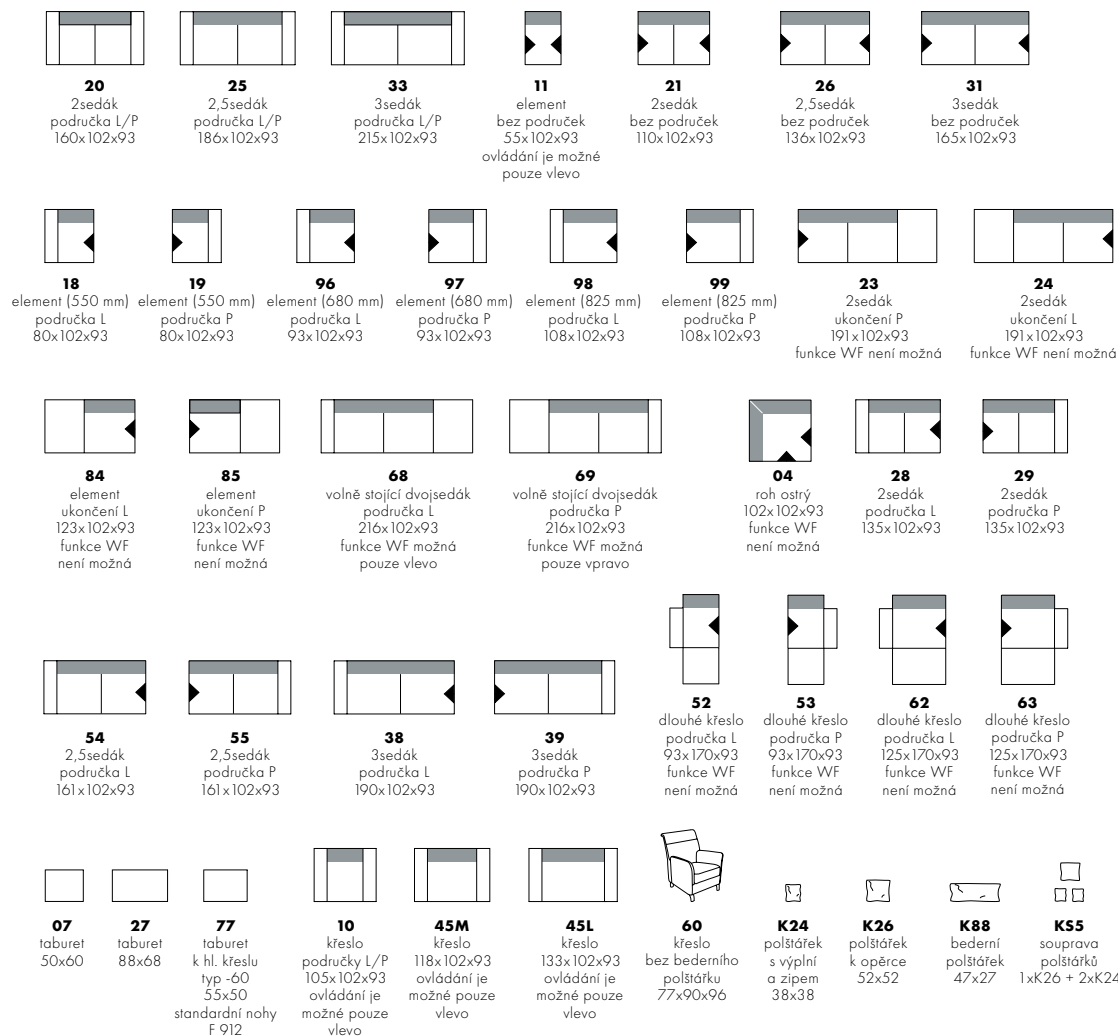 20
2sedák
područka L/P
160x102x93
25
2,5sedák
područka L/P
186x102x93
33
3sedák
područka L/P
215x102x93
11
element
bez područek
55x102x93
ovládání je možné
pouze vlevo
21
2sedák
bez područek
110x102x93
26
2,5sedák
bez područek
136x102x93
31
3sedák
bez područek
165x102x93
18
element (550 mm)
područka L
80x102x93
19
element (550 mm)
područka P
80x102x93
96
element (680 mm)
područka L
93x102x93
97
element (680 mm)
područka P
93x102x93
98
element (825 mm)
područka L
108x102x93
99
element (825 mm)
područka P
108x102x93
23
2sedák
ukončení P
191x102x93
funkce WF není možná
24
2sedák
ukončení L
191x102x93
funkce WF není možná
84
element
ukončení L
123x102x93
funkce WF
není možná
85
element
ukončení P
123x102x93
funkce WF
není možná
68
volně stojící dvojsedák
područka L
216x102x93
funkce WF možná
pouze vlevo
69
volně stojící dvojsedák
područka P
216x102x93
funkce WF možná
pouze vpravo
04
roh ostrý
102x102x93
funkce WF
není možná
28
2sedák
područka L
135x102x93
29
2sedák
područka P
135x102x93
54
2,5sedák
područka L
161x102x93
55
2,5sedák
područka P
161x102x93
38
3sedák
područka L
190x102x93
39
3sedák
područka P
190x102x93
52
dlouhé křeslo
područka L
93x170x93
funkce WF
není možná
53
dlouhé křeslo
područka P
93x170x93
funkce WF
není možná
62
dlouhé křeslo
područka L
125x170x93
funkce WF
není možná
63
dlouhé křeslo
područka P
125x170x93
funkce WF
není možná
07
taburet
50x60
27
taburet
88x68
77
taburet
k hl. křeslu
typ -60
55x50
standardní nohy
F 912
10
křeslo
područky L/P
105x102x93
ovládání je
možné pouze
vlevo
45M
křeslo
118x102x93
ovládání je
možné pouze
vlevo
45L
křeslo
133x102x93
ovládání je
možné pouze
vlevo
60
křeslo
bez bederního
polštářku
77x90x96
K24
polštářek
s výplní
a zipem
38x38
K26
polštářek
k opěrce
52x52
K88
bederní
polštářek
47x27
KS5
souprava
polštářků
1xK26 + 2xK24